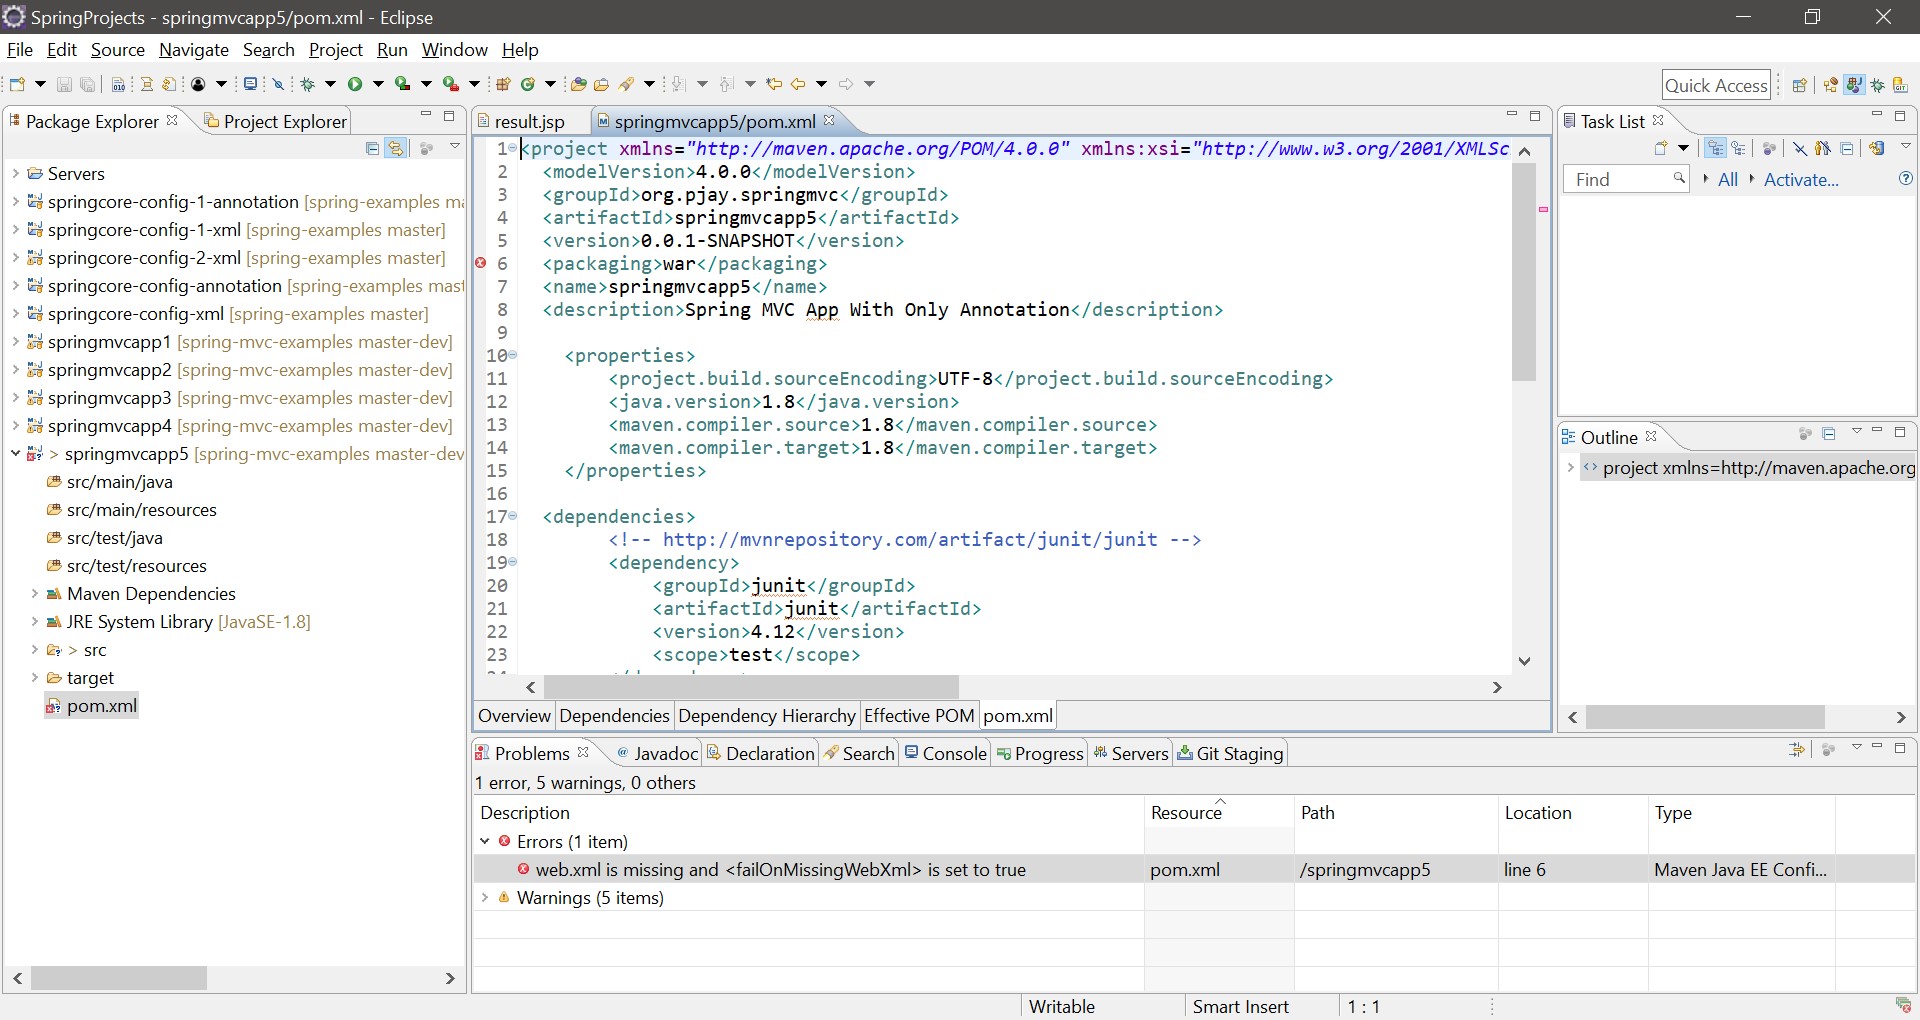 SpringProjects - springmvcapp5/pom.xml - Eclipse
File Edit Source Navigate Search Project Run Window Help
Quick Access
Package Explorer
Project Explorer
Servers
springcore-config-1-annotation [spring-examples ma
springcore-config-1-xml [spring-examples master]
springcore-config-2-xml [spring-examples master]
springcore-config-annotation [spring-examples mast
springcore-config-xml [spring-examples master]
springmvcapp1 [spring-mvc-examples master-dev]
springmvcapp2 [spring-mvc-examples master-dev]
springmvcapp3 [spring-mvc-examples master-dev]
springmvcapp4 [spring-mvc-examples master-dev]
> springmvcapp5 [spring-mvc-examples master-dev
src/main/java
src/main/resources
src/test/java
src/test/resources
Maven Dependencies
JRE System Library [JavaSE-1.8]
> src
target
pom.xml
result.jsp
springmvcapp5/pom.xml
1 <project xmlns="http://maven.apache.org/POM/4.0.0" xmlns:xsi="http://www.w3.org/2001/XMLSc
2 <modelVersion>4.0.0</modelVersion>
3 <groupId>org.pjay.springmvc</groupId>
4 <artifactId>springmvcapp5</artifactId>
5 <version>0.0.1-SNAPSHOT</version>
6 <packaging>war</packaging>
7 <name>springmvcapp5</name>
8 <description>Spring MVC App With Only Annotation</description>
9
10 <properties>
11 <project.build.sourceEncoding>UTF-8</project.build.sourceEncoding>
12 <java.version>1.8</java.version>
13 <maven.compiler.source>1.8</maven.compiler.source>
14 <maven.compiler.target>1.8</maven.compiler.target>
15 </properties>
16
17 <dependencies>
18 <!-- http://mvnrepository.com/artifact/junit/junit -->
19 <dependency>
20 <groupId>junit</groupId>
21 <artifactId>junit</artifactId>
22 <version>4.12</version>
23 <scope>test</scope>
Overview Dependencies Dependency Hierarchy Effective POM pom.xml
Task List
Find All Activate...
Outline
project xmlns=http://maven.apache.org
Problems Javadoc Declaration Search Console Progress Servers Git Staging
1 error, 5 warnings, 0 others
Description Resource Path Location Type
Errors (1 item)
web.xml is missing and <failOnMissingWebXml> is set to true pom.xml /springmvcapp5 line 6 Maven Java EE Confi...
Warnings (5 items)
Writable Smart Insert 1 : 1